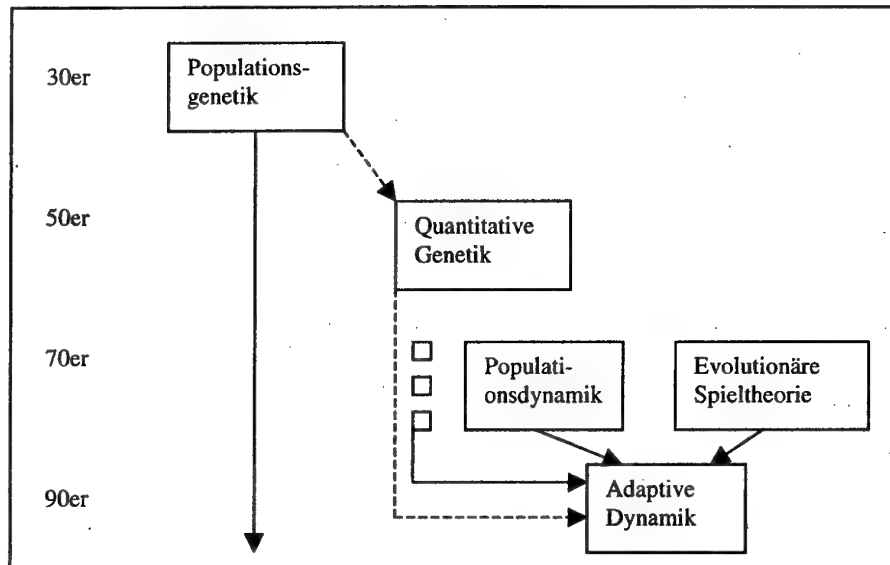 30er
Populations-
genetik
50er
Quantitative
Genetik
70er
Populati-
onsdynamik
Evolutionäre
Spieltheorie
90er
Adaptive
Dynamik